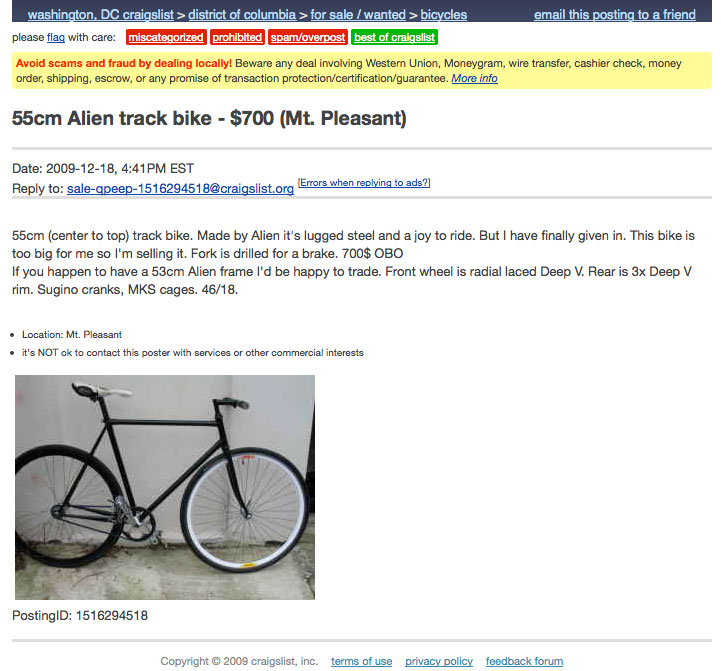 washington, DC craigslist > district of columbia > for sale / wanted > bicycles email this posting to a friend
please flag with care: miscategorized prohibited spam/overpost best of craigslist
Avoid scams and fraud by dealing locally! Beware any deal involving Western Union, Moneygram, wire transfer, cashier check, money
order, shipping, escrow, or any promise of transaction protection/certification/guarantee. More info
55cm Alien track bike - $700 (Mt. Pleasant)
Date: 2009-12-18, 4:41PM EST
Reply to: sale-qpeep-1516294518@craigslist.org [Errors when replying to ads?]
55cm (center to top) track bike. Made by Alien it's lugged steel and a joy to ride. But I have finally given in. This bike is
too big for me so I'm selling it. Fork is drilled for a brake. 700$ OBO
If you happen to have a 53cm Alien frame I'd be happy to trade. Front wheel is radial laced Deep V. Rear is 3x Deep V
rim. Sugino cranks, MKS cages. 46/18.
• Location: Mt. Pleasant
• it's NOT ok to contact this poster with services or other commercial interests
PostingID: 1516294518
Copyright © 2009 craigslist, inc. terms of use privacy policy feedback forum